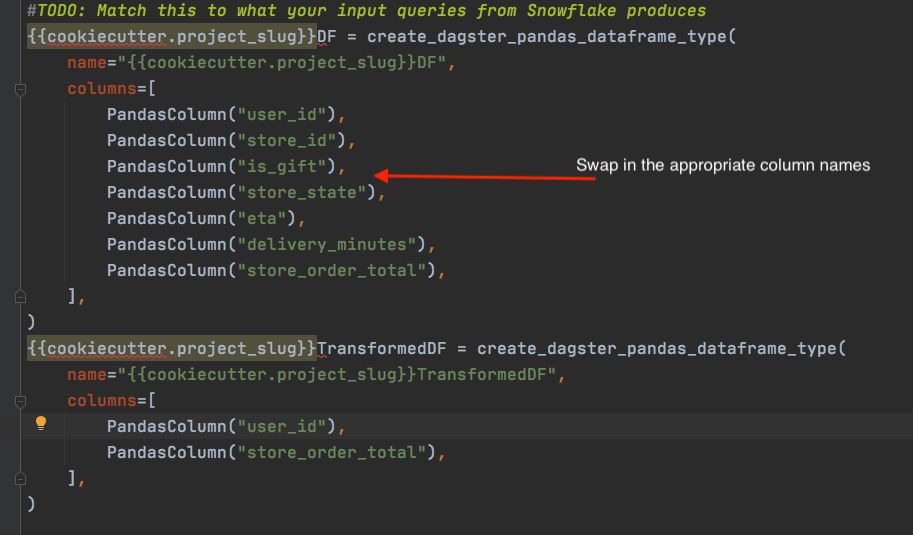 #TODO: Match this to what your input queries from Snowflake produces
{{cookiecutter.project_slug}}DF = create_dagster_pandas_dataframe_type(
    name="{{cookiecutter.project_slug}}DF",
    columns=[
        PandasColumn("user_id"),
        PandasColumn("store_id"),
        PandasColumn("is_gift"),
Swap in the appropriate column names
        PandasColumn("store_state"),
        PandasColumn("eta"),
        PandasColumn("delivery_minutes"),
        PandasColumn("store_order_total"),
    ],
)
{{cookiecutter.project_slug}}TransformedDF = create_dagster_pandas_dataframe_type(
    name="{{cookiecutter.project_slug}}TransformedDF",
    columns=[
        PandasColumn("user_id"),
        PandasColumn("store_order_total"),
    ],
)